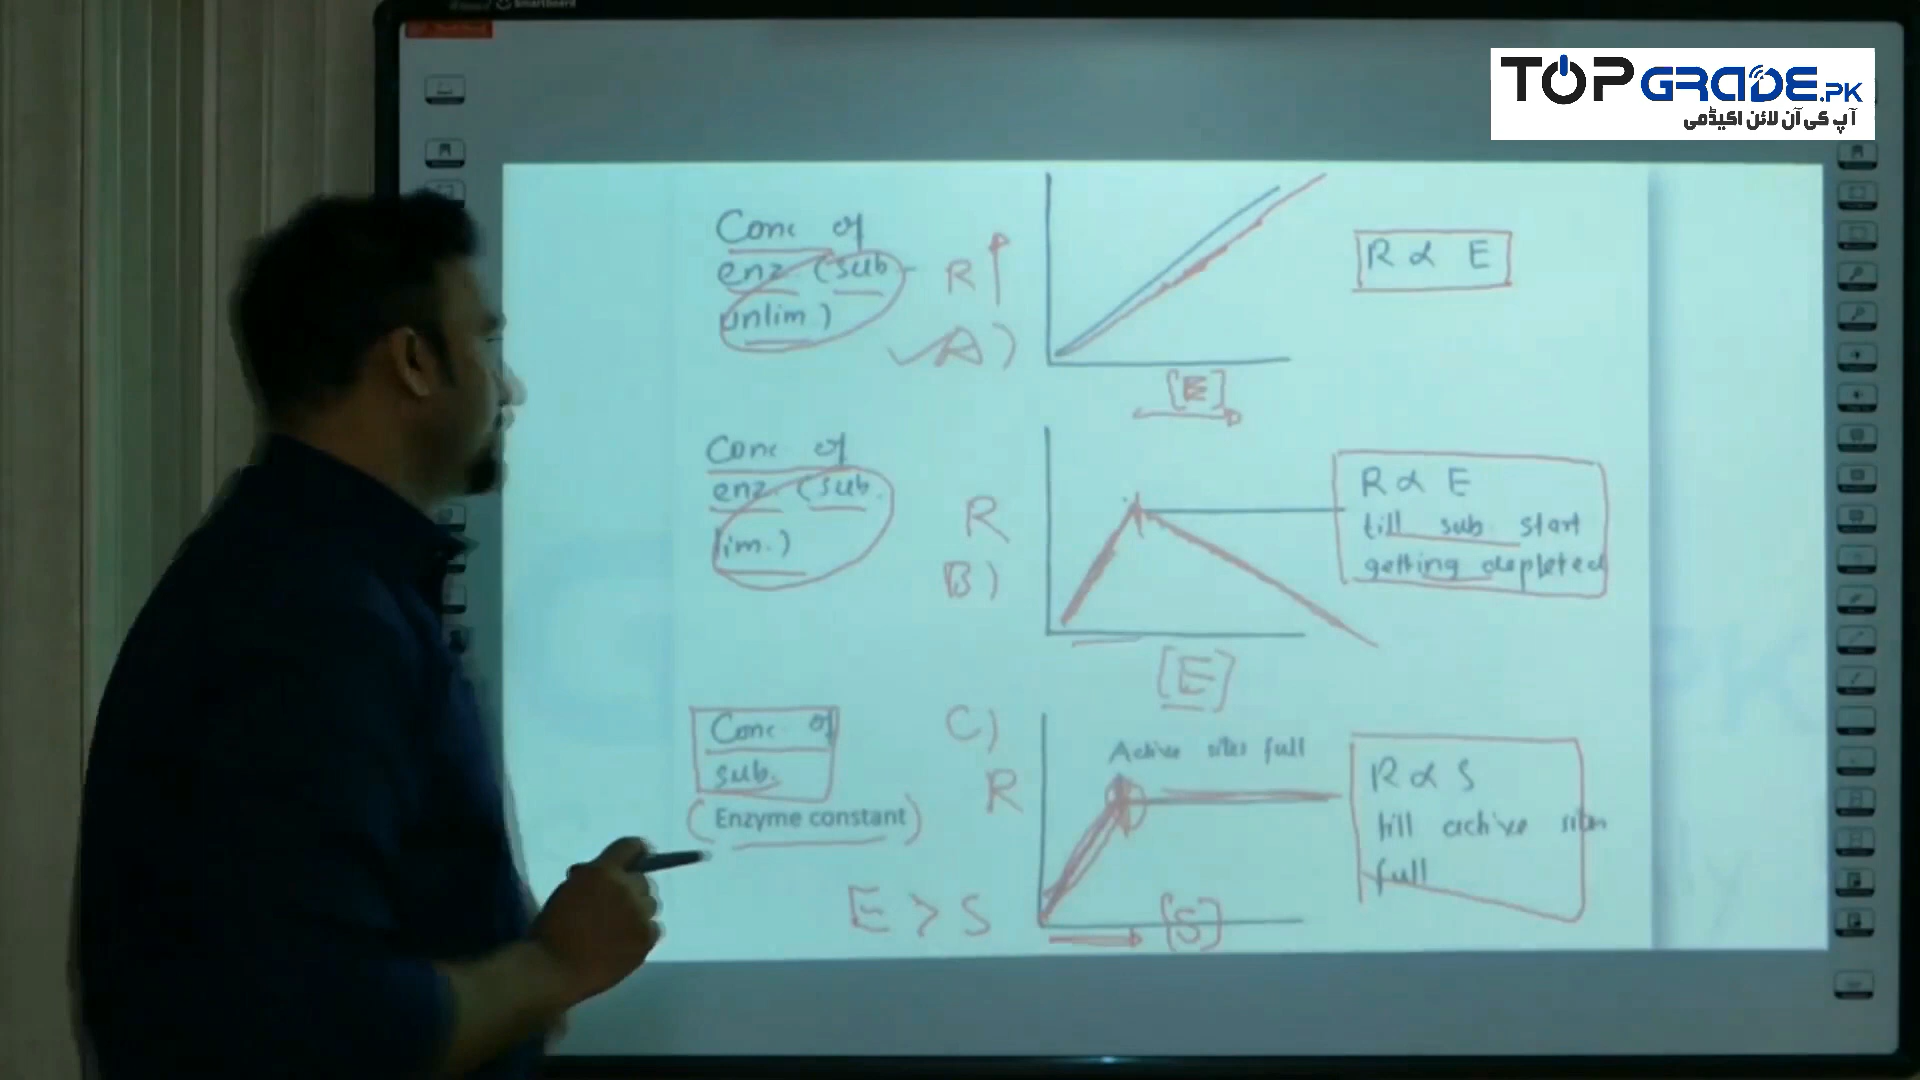 Smartboard
TOPGRADE.PK
آپ کی آن لائن اکیڈمی
Conc of
enz. (sub
unlim)
R
A)
[E]
R ∝ E
Conc of
enz. (sub.
lim.)
R
B)
[E]
R ∝ E
till sub start
getting depleted
Conc of
sub.
(Enzyme constant)
C)
R
Active sites full
E > S
[S]
R ∝ S
till active sites
full